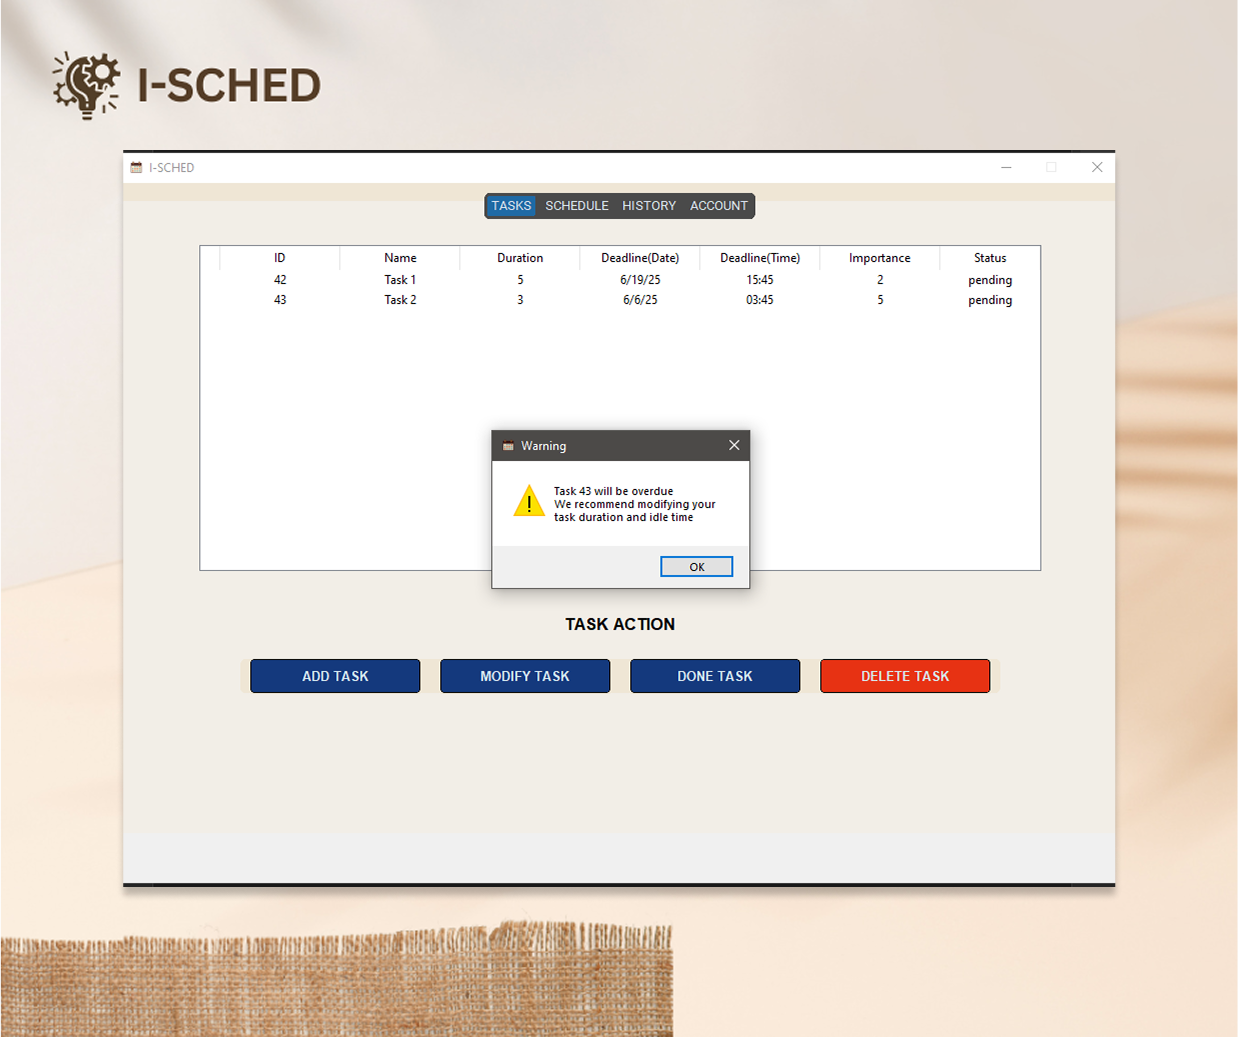 I-SCHED
I-SCHED
TASKS SCHEDULE HISTORY ACCOUNT
ID Name Duration Deadline(Date) Deadline(Time) Importance Status
42 Task 1 5 6/19/25 15:45 2 pending
43 Task 2 3 6/6/25 03:45 5 pending
Warning
Task 43 will be overdue
We recommend modifying your
task duration and idle time
OK
TASK ACTION
ADD TASK MODIFY TASK DONE TASK DELETE TASK